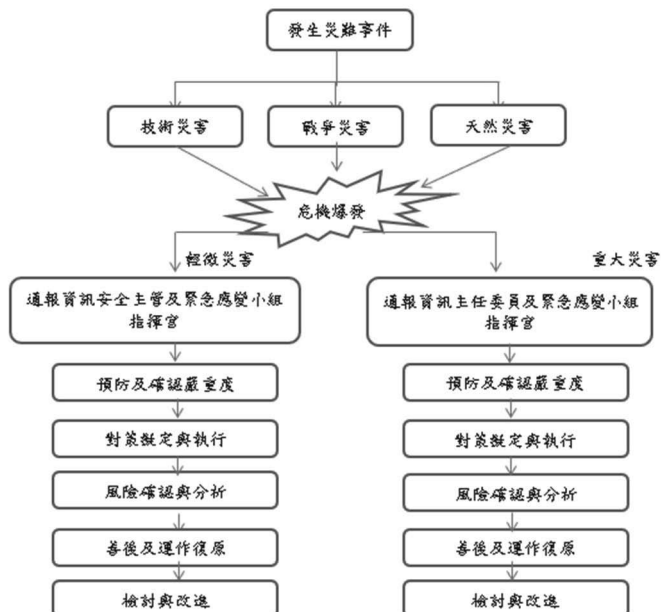 發生災難事件
技術災害
戰爭災害
天然災害
危機爆發
輕微災害
重大災害
通報資訊安全主管及緊急應變小組
指揮官
通報資訊主任委員及緊急應變小組
指揮官
預防及確認嚴重度
預防及確認嚴重度
對策擬定與執行
對策擬定與執行
風險確認與分析
風險確認與分析
善後及運作復原
善後及運作復原
檢討與改進
檢討與改進